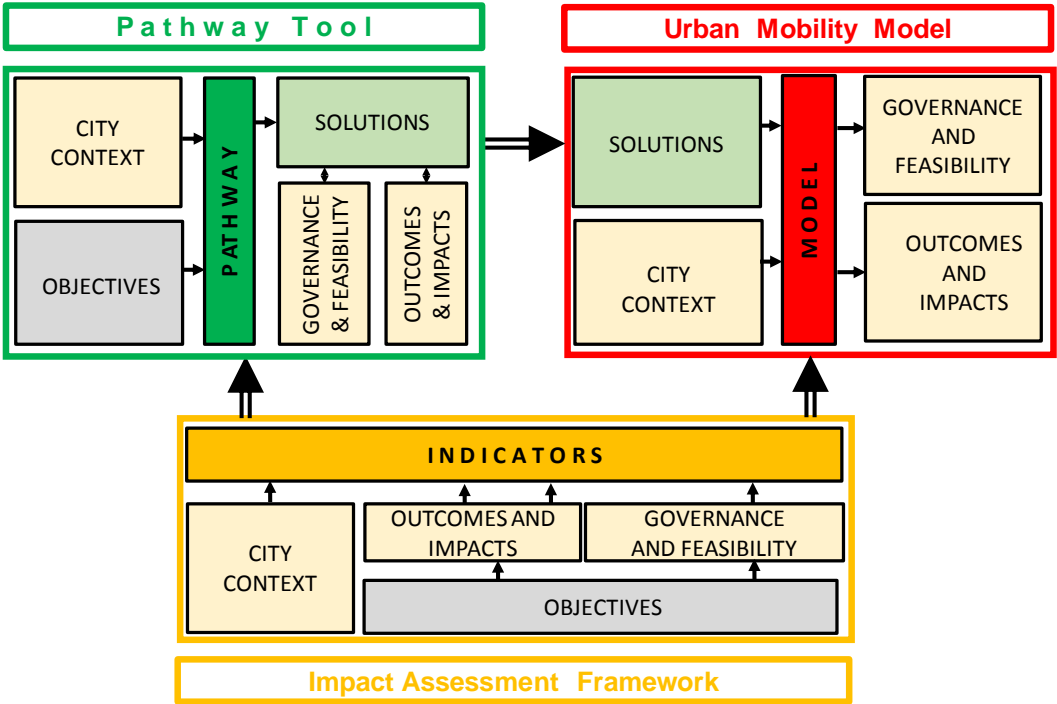 Pathway Tool
Urban Mobility Model
CITY
CONTEXT
OBJECTIVES
PATHWAY
SOLUTIONS
GOVERNANCE
& FEASIBILITY
OUTCOMES
& IMPACTS
SOLUTIONS
CITY
CONTEXT
MODEL
GOVERNANCE
AND
FEASIBILITY
OUTCOMES
AND
IMPACTS
INDICATORS
CITY
CONTEXT
OUTCOMES AND
IMPACTS
GOVERNANCE
AND FEASIBILITY
OBJECTIVES
Impact Assessment Framework